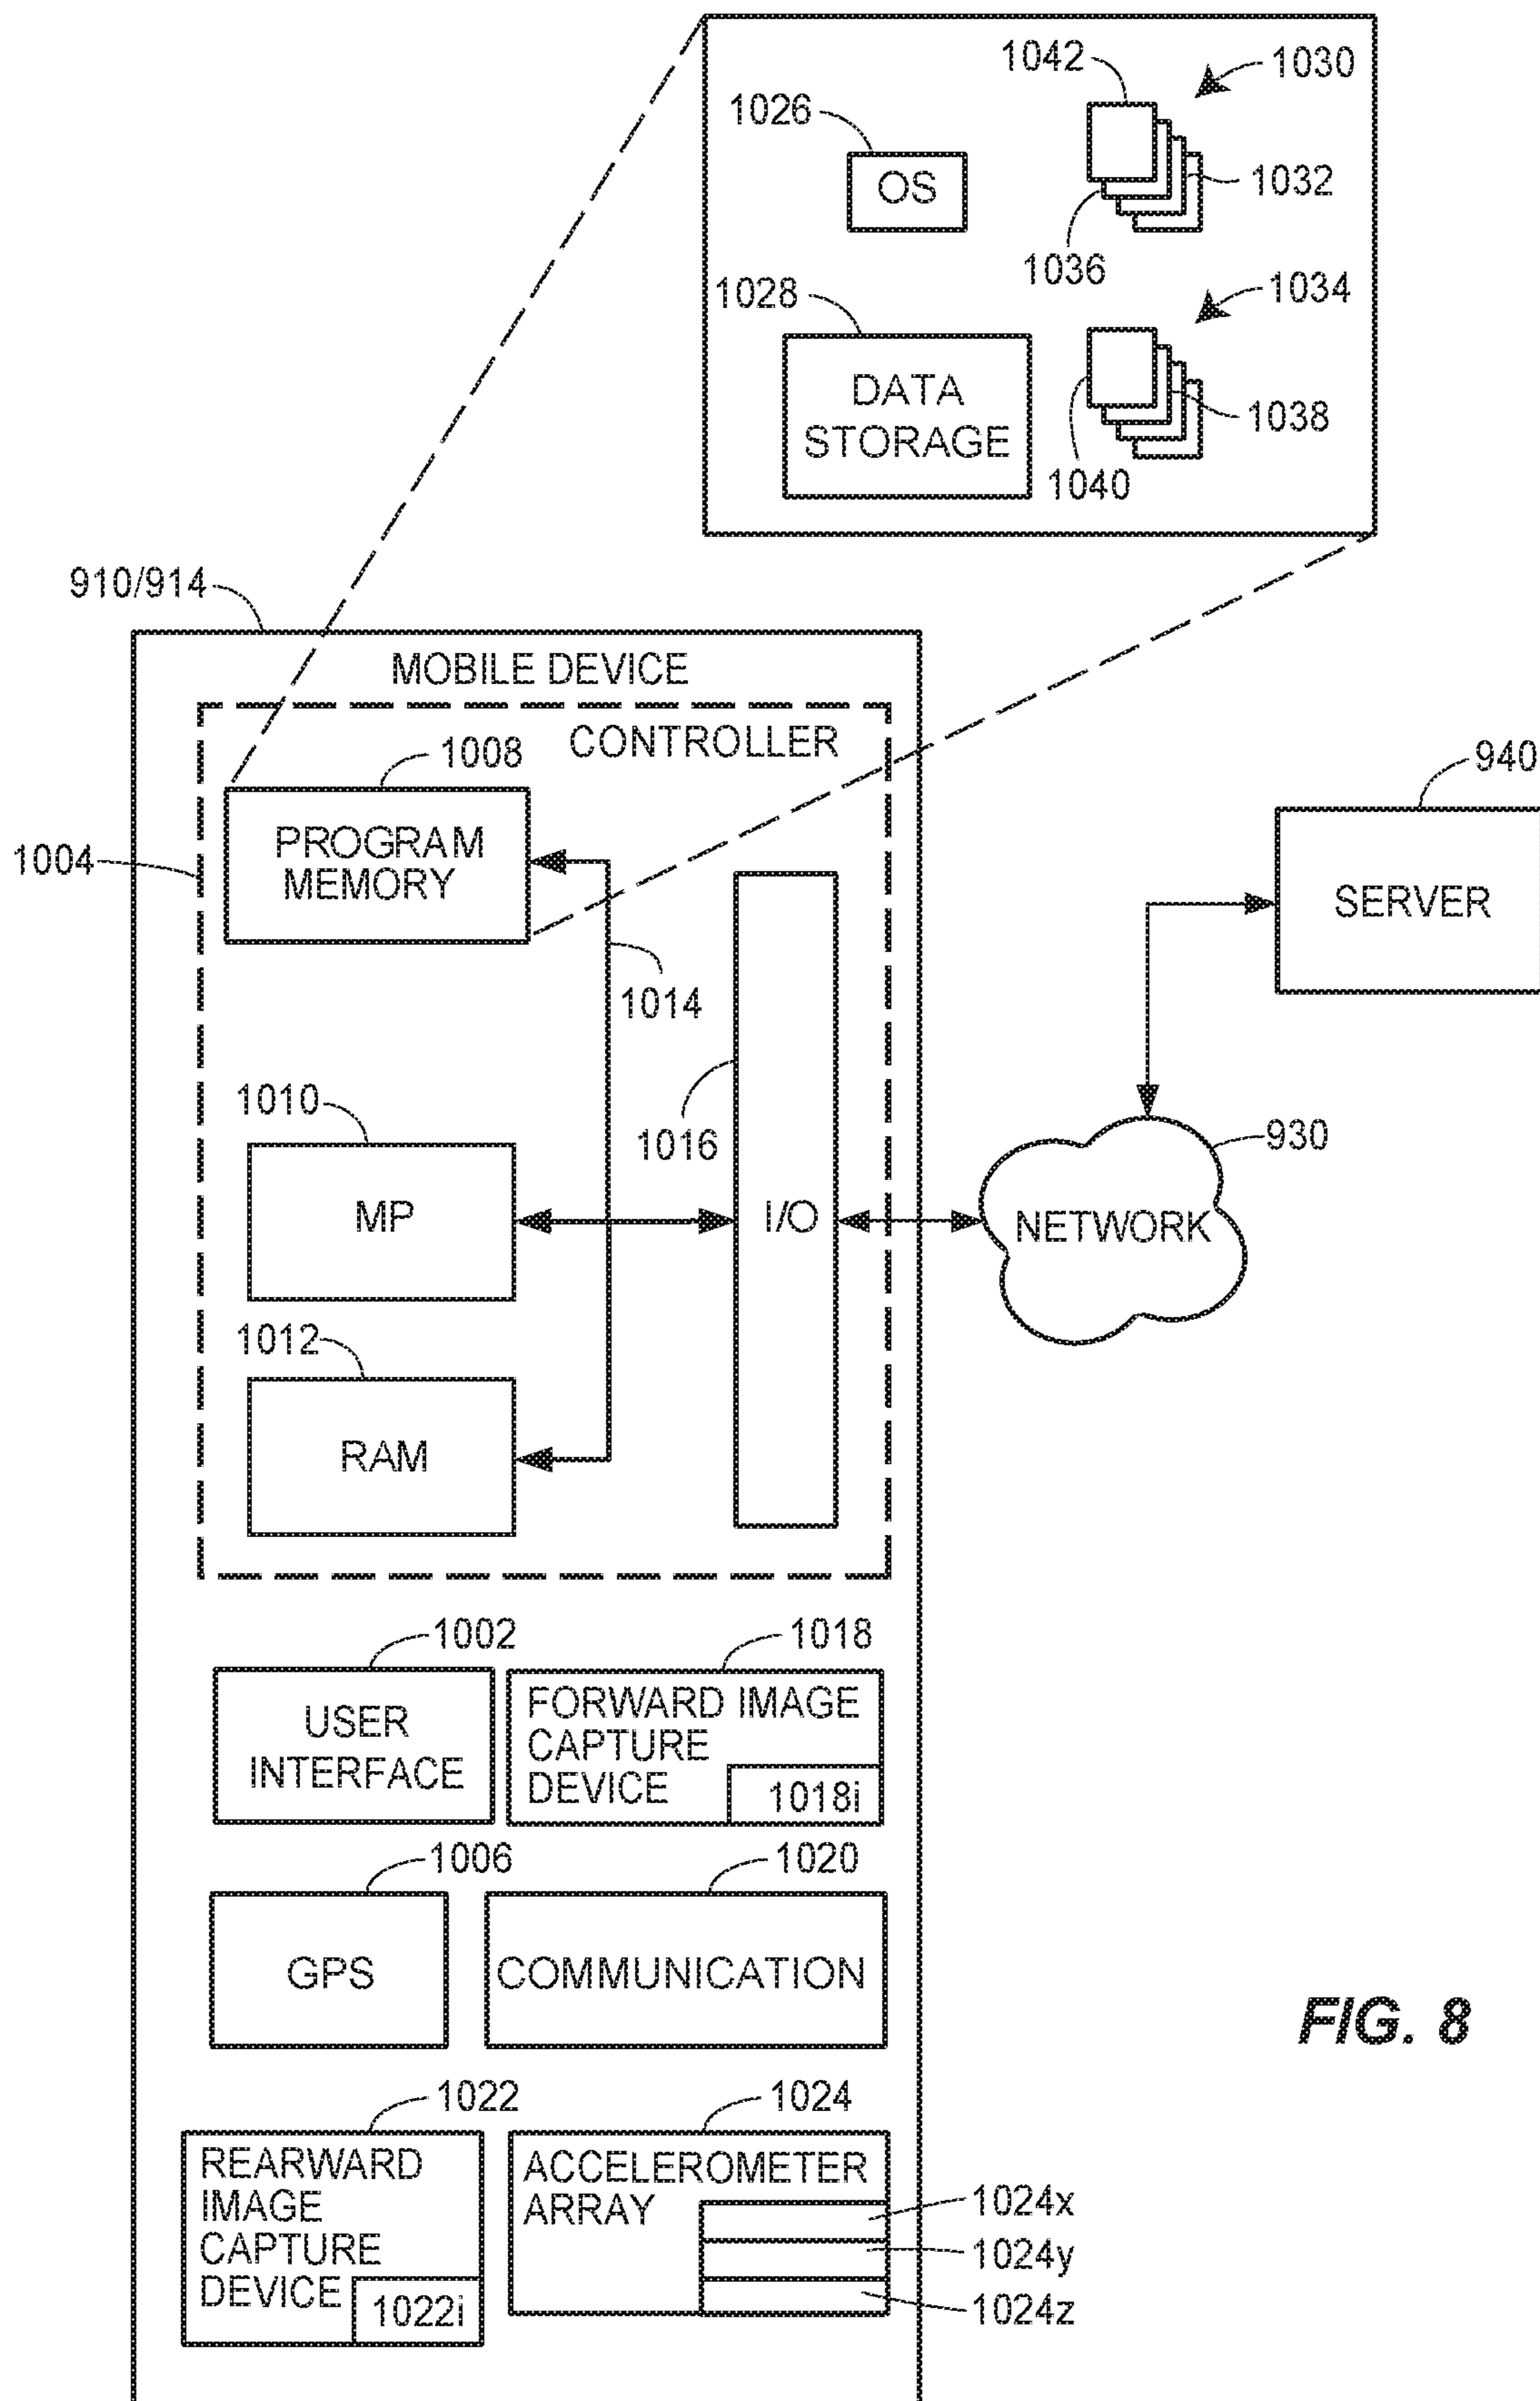 1042
1030
1026
OS
1032
1036
1028
1034
DATA
STORAGE
1038
1040
910/914
MOBILE DEVICE
CONTROLLER
1008
940
PROGRAM
MEMORY
1004
SERVER
1014
1010
1016
930
MP
I/O
NETWORK
1012
RAM
1002
1018
USER
INTERFACE
FORWARD IMAGE
CAPTURE
DEVICE
1018i
1006
1020
GPS
COMMUNICATION
FIG. 8
1022
1024
REARWARD
IMAGE
CAPTURE
DEVICE
1022i
ACCELEROMETER
ARRAY
1024x
1024y
1024z